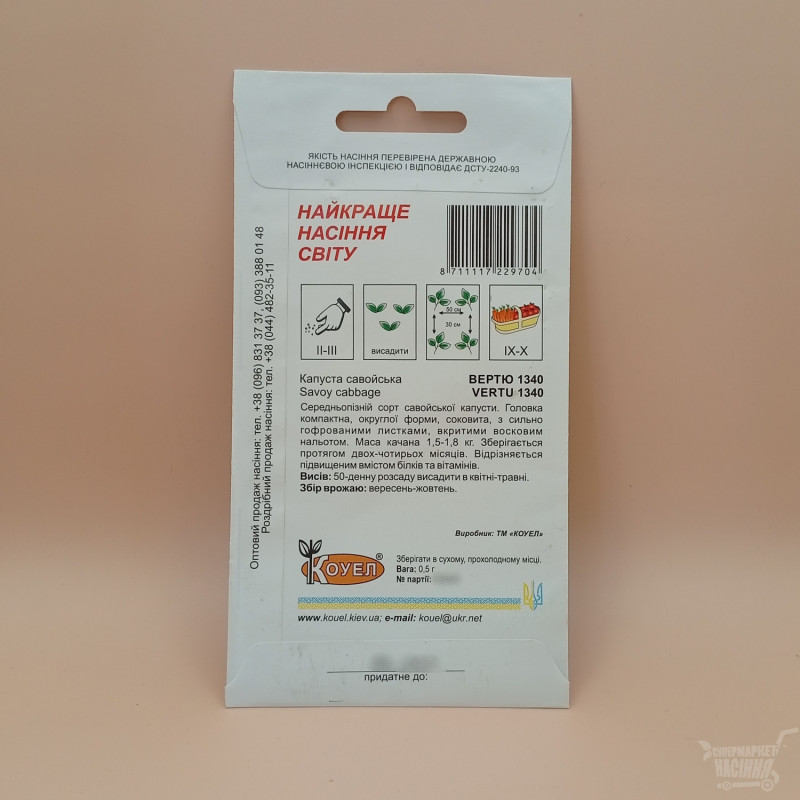 ЯКІСТЬ НАСІННЯ ПЕРЕВІРЕНА ДЕРЖАВНОЮ
НАСІННЄВОЮ ІНСПЕКЦІЄЮ І ВІДПОВІДАЄ ДСТУ-2240-93
НАЙКРАЩЕ
НАСІННЯ
СВІТУ
8 711117 229704
II-III
висадити
50 см
30 см
IX-X
Капуста савойська ВЕРТЮ 1340
Savoy cabbage VERTU 1340
Середньопізній сорт савойської капусти. Головка
компактна, округлої форми, соковита, з сильно
гофрованими листками, вкритими восковим
нальотом. Маса качана 1,5-1,8 кг. Зберігається
протягом двох-чотирьох місяців. Відрізняється
підвищеним вмістом білків та вітамінів.
Висів: 50-денну розсаду висадити в квітні-травні.
Збір врожаю: вересень-жовтень.
Виробник: ТМ «КОУЕЛ»
КОУЕЛ®
Зберігати в сухому, прохолодному місці.
Вага: 0,5 г
№ партії:
www.kouel.kiev.ua; e-mail: kouel@ukr.net
придатне до:
Оптовий продаж насіння: тел. +38 (096) 831 37 37, (093) 388 01 48
Роздрібний продаж насіння: тел. +38 (044) 482-35-11
СУПЕРМАРКЕТ
НАСІННЯ